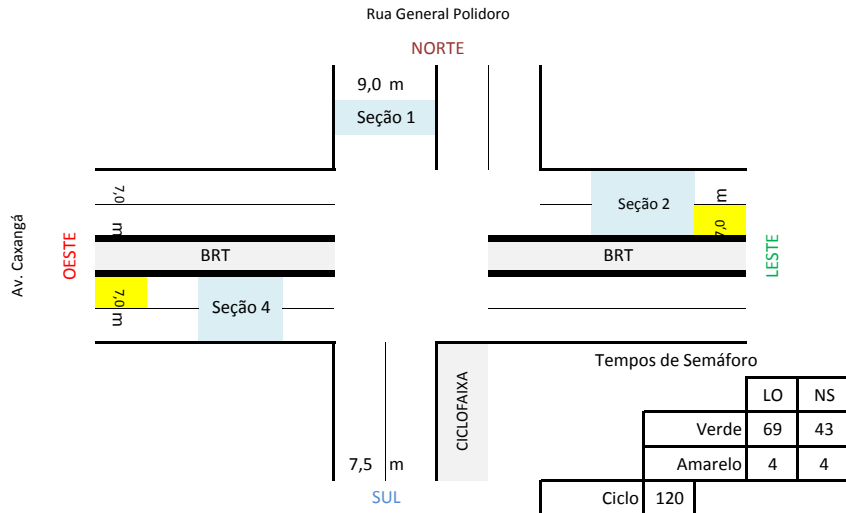 Rua General Polidoro
NORTE
9,0 m
Seção 1
7,0 m
Seção 2
7,0 m
Av. Caxangá
OESTE
BRT
BRT
LESTE
7,0 m
Seção 4
CICLOFAIXA
7,5 m
SUL
Tempos de Semáforo
LO NS
Verde 69 43
Amarelo 4 4
Ciclo 120